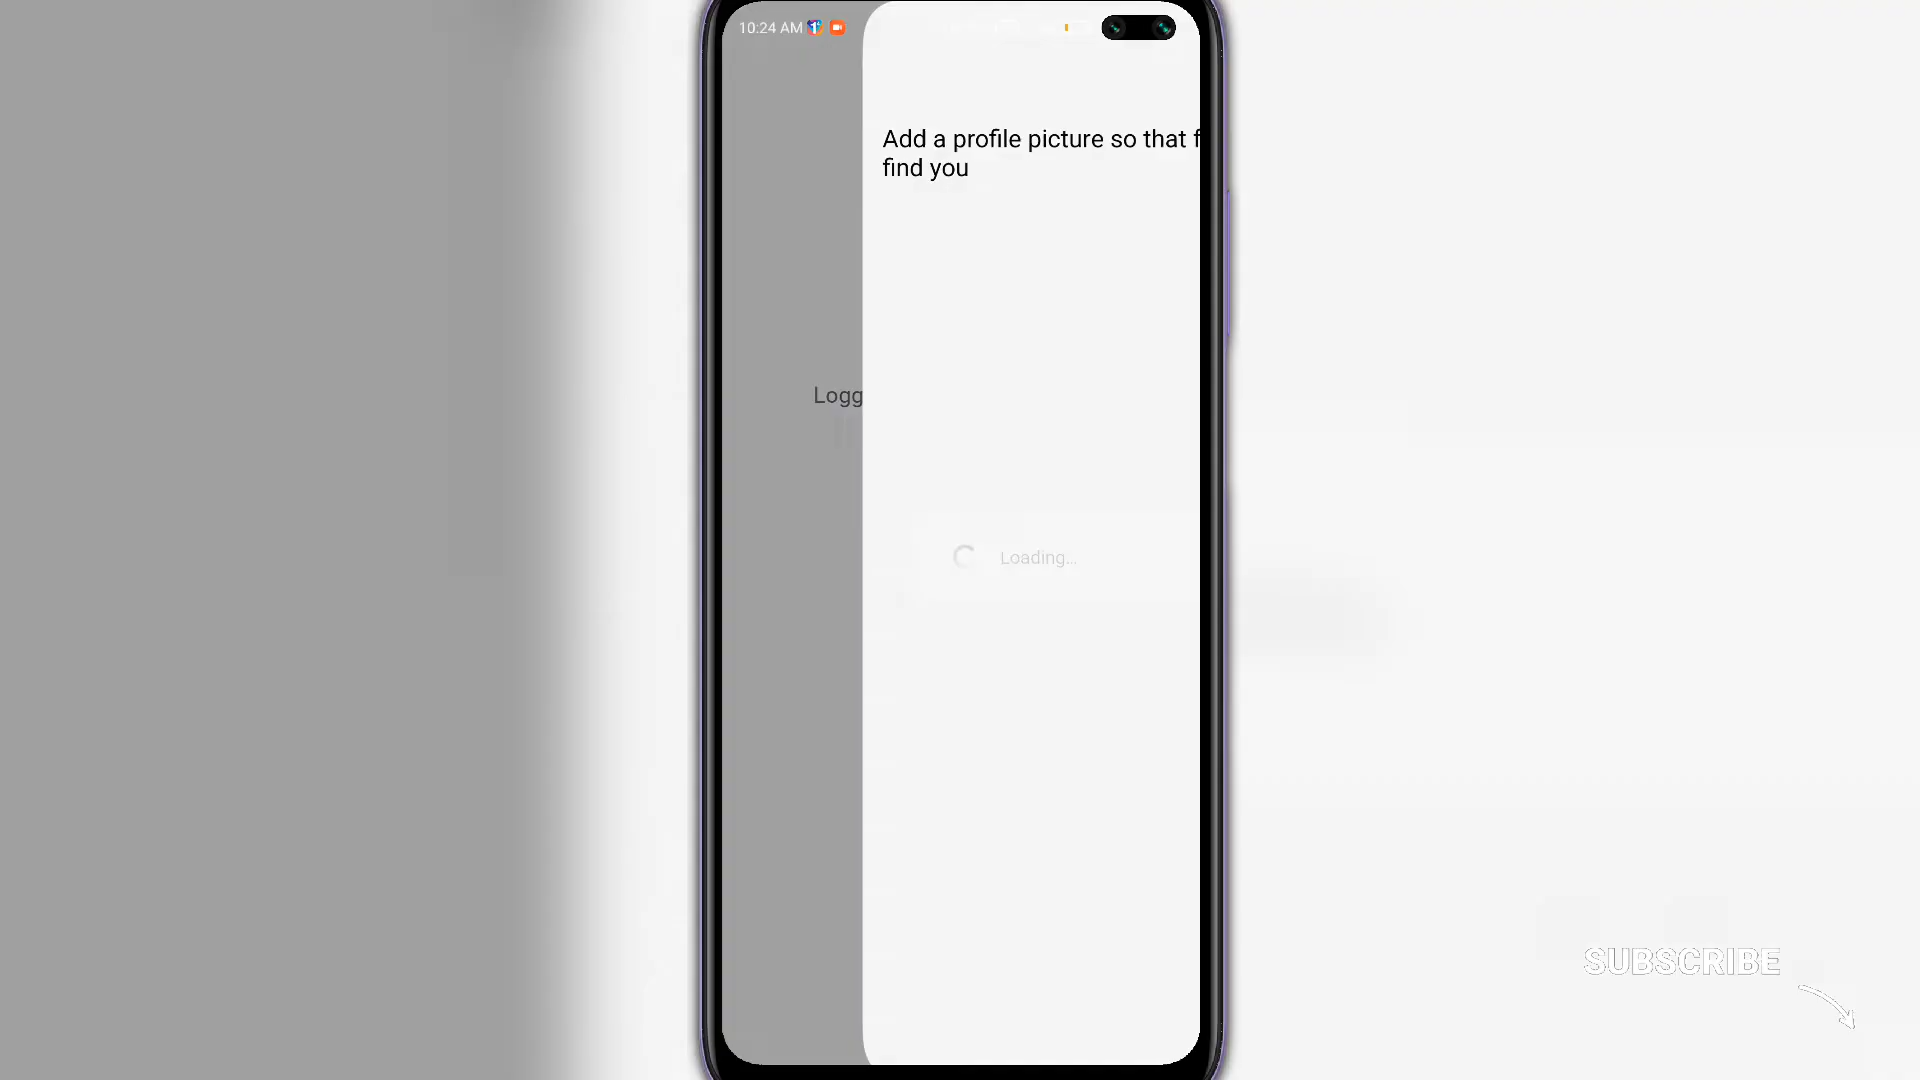 10:24 AM
Add a profile picture so that f
find you
Logg
Loading...
SUBSCRIBE